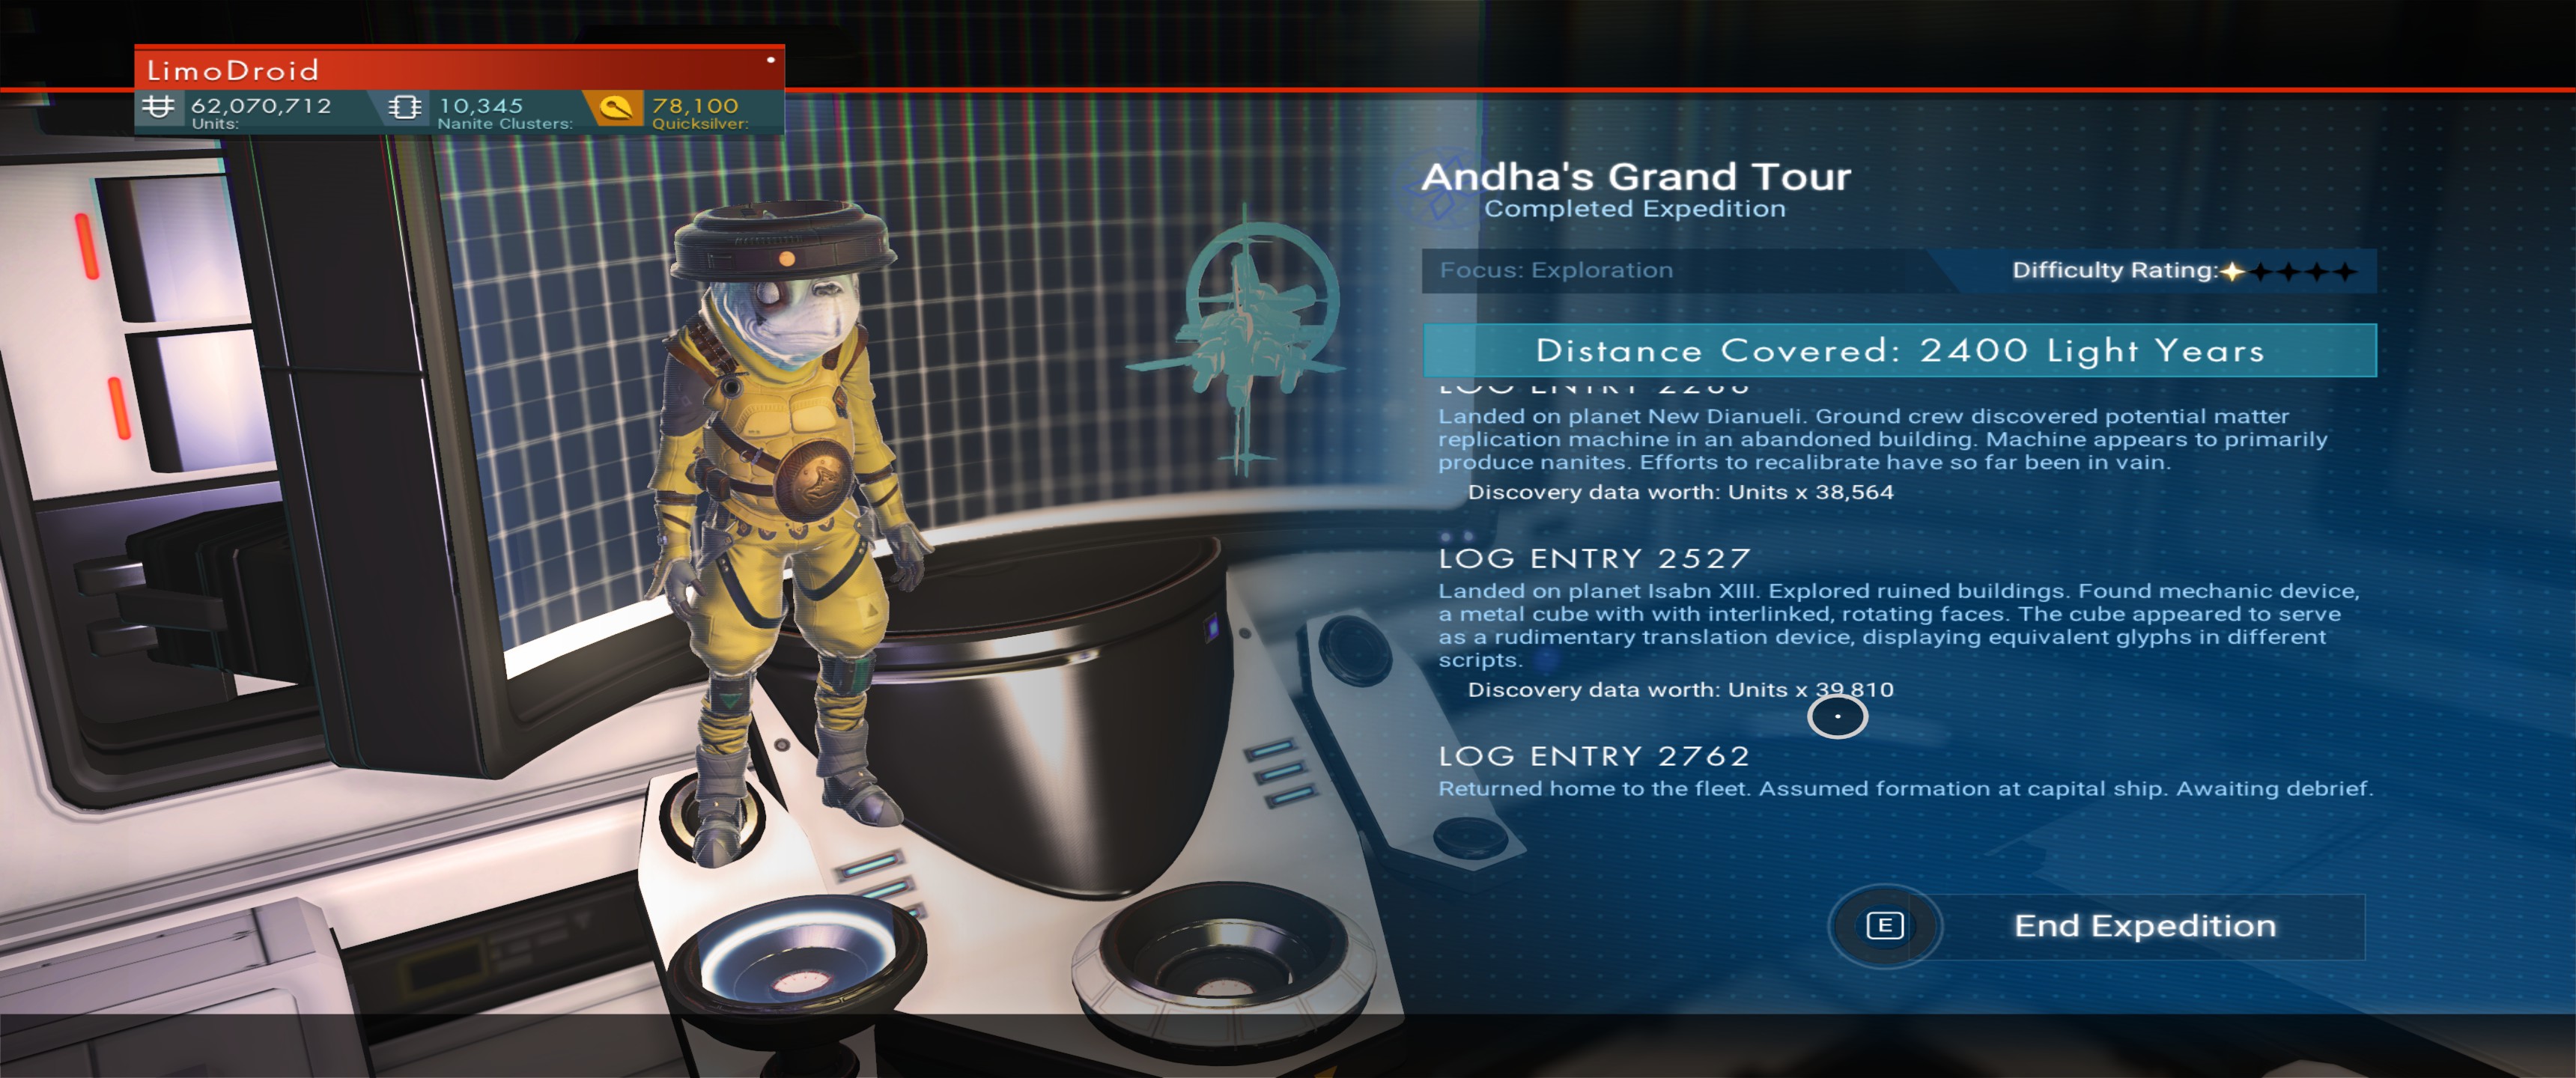 LimoDroid
62,070,712
Units:
10,345
Nanite Clusters:
78,100
Quicksilver:
Andha's Grand Tour
Completed Expedition
Focus: Exploration
Difficulty Rating:
Distance Covered: 2400 Light Years
LOG ENTRY
Landed on planet New Dianueli. Ground crew discovered potential matter
replication machine in an abandoned building. Machine appears to primarily
produce nanites. Efforts to recalibrate have so far been in vain.
Discovery data worth: Units x 38,564
LOG ENTRY 2527
Landed on planet Isabn XIII. Explored ruined buildings. Found mechanic device,
a metal cube with with interlinked, rotating faces. The cube appeared to serve
as a rudimentary translation device, displaying equivalent glyphs in different
scripts.
Discovery data worth: Units x 39,810
LOG ENTRY 2762
Returned home to the fleet. Assumed formation at capital ship. Awaiting debrief.
E
End Expedition